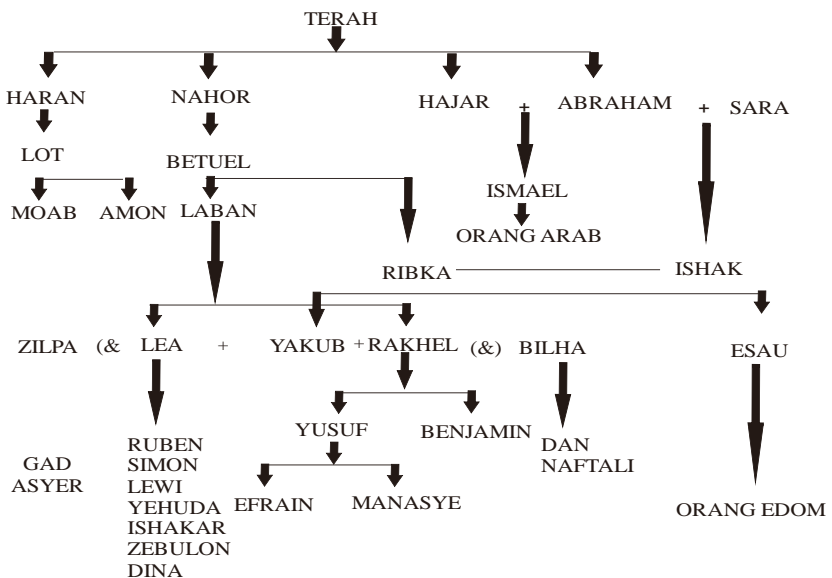 TERAH
HARAN NAHOR HAJAR + ABRAHAM + SARA
LOT BETUEL ISMAEL
MOAB AMON LABAN ORANG ARAB
RIBKA ISHAK
ZILPA (& LEA + YAKUB + RAKHEL (&) BILHA ESAU
YUSUF BENJAMIN
GAD
ASYER
RUBEN
SIMON
LEWI
YEHUDA
ISHAKAR
ZEBULON
DINA
EFRAIN MANASYE
DAN
NAFTALI
ORANG EDOM